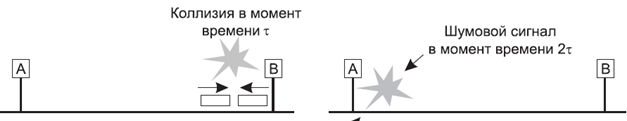 Коллизия в момент
времени τ
A
B
Шумовой сигнал
в момент времени 2τ
A
B